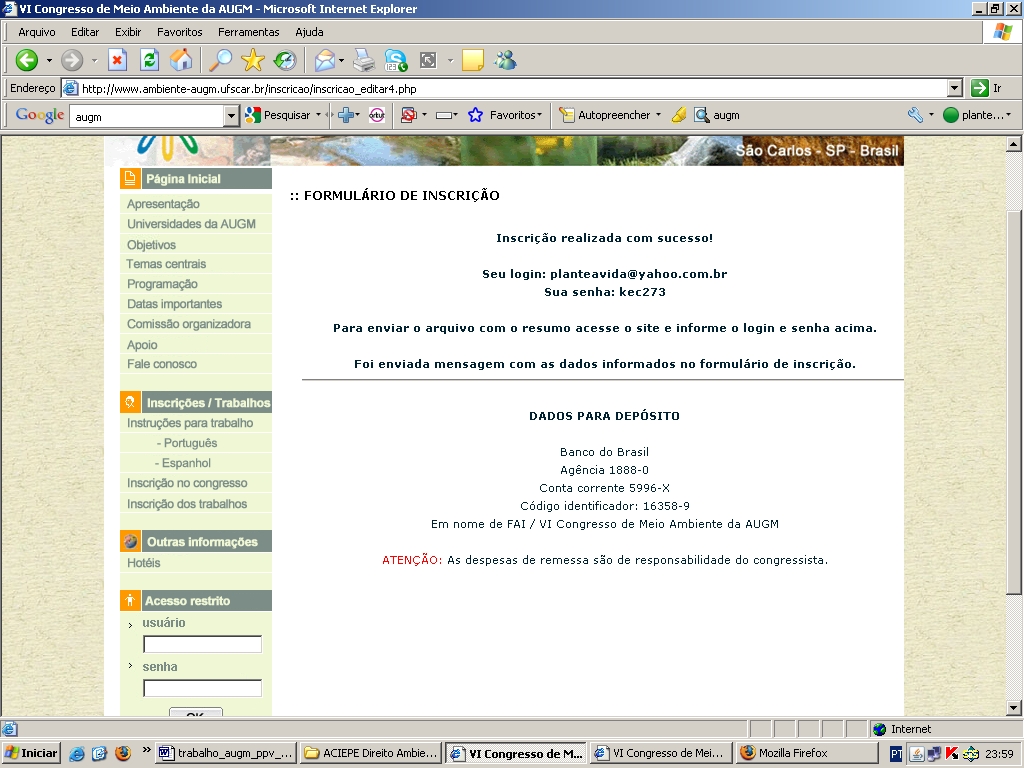 VI Congresso de Meio Ambiente da AUGM - Microsoft Internet Explorer
Arquivo Editar Exibir Favoritos Ferramentas Ajuda
Endereço http://www.ambiente-augm.ufscar.br/inscricao/inscricao_editar4.php Ir
Google augm Pesquisar Favoritos Autopreencher augm plante...
São Carlos - SP - Brasil
Página Inicial
Apresentação
Universidades da AUGM
Objetivos
Temas centrais
Programação
Datas importantes
Comissão organizadora
Apoio
Fale conosco
Inscrições / Trabalhos
Instruções para trabalho
- Português
- Espanhol
Inscrição no congresso
Inscrição dos trabalhos
Outras informações
Hotéis
Acesso restrito
usuário
senha
OK
:: FORMULÁRIO DE INSCRIÇÃO
Inscrição realizada com sucesso!
Seu login: planteavida@yahoo.com.br
Sua senha: kec273
Para enviar o arquivo com o resumo acesse o site e informe o login e senha acima.
Foi enviada mensagem com as dados informados no formulário de inscrição.
DADOS PARA DEPÓSITO
Banco do Brasil
Agência 1888-0
Conta corrente 5996-X
Código identificador: 16358-9
Em nome de FAI / VI Congresso de Meio Ambiente da AUGM
ATENÇÃO: As despesas de remessa são de responsabilidade do congressista.
Internet
Iniciar » trabalho_augm_ppv_... ACIEPE Direito Ambie... VI Congresso de M... VI Congresso de Mei... Mozilla Firefox PT 23:59